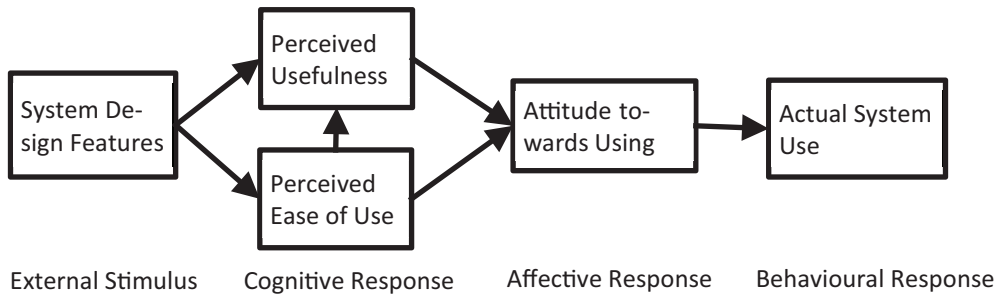 Perceived
Usefulness
System De-
sign Features
Attitude to-
wards Using
Actual System
Use
Perceived
Ease of Use
External Stimulus
Cognitive Response
Affective Response
Behavioural Response